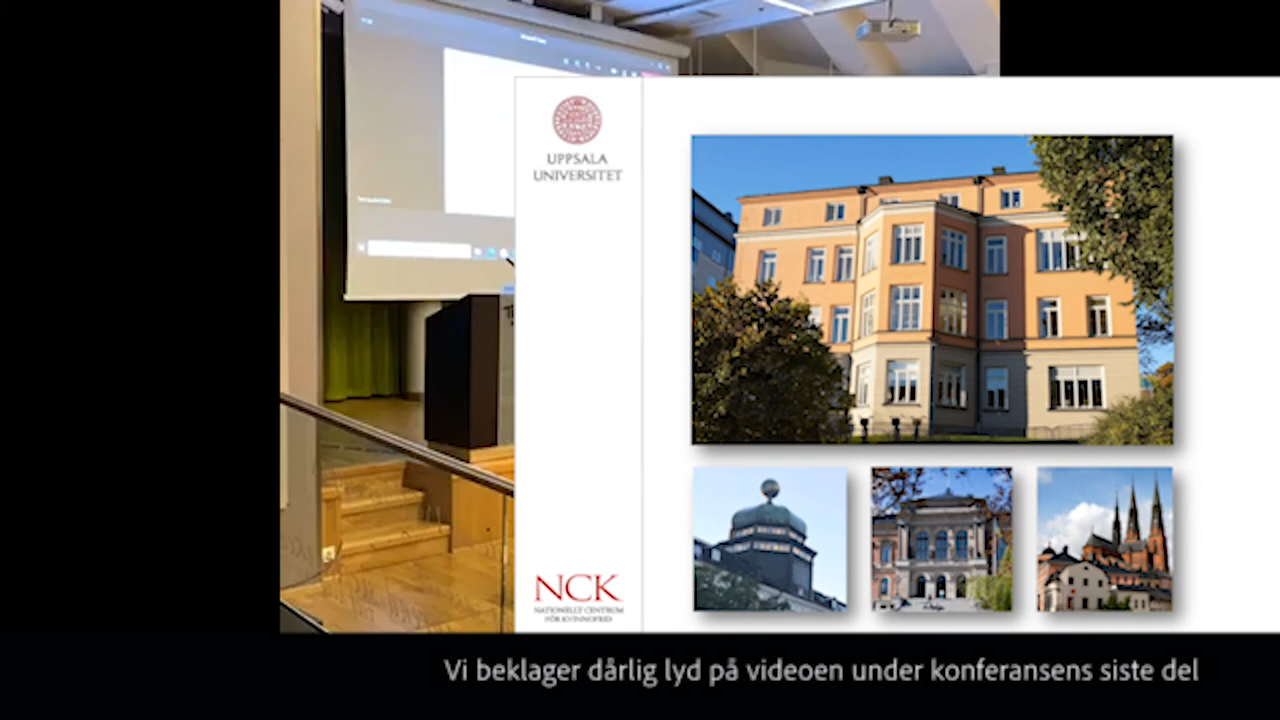 UPPSALA
UNIVERSITET
NCK
NATIONELLT CENTRUM
FÖR KVINNOFRID
Vi beklager dårlig lyd på videoen under konferansens siste del